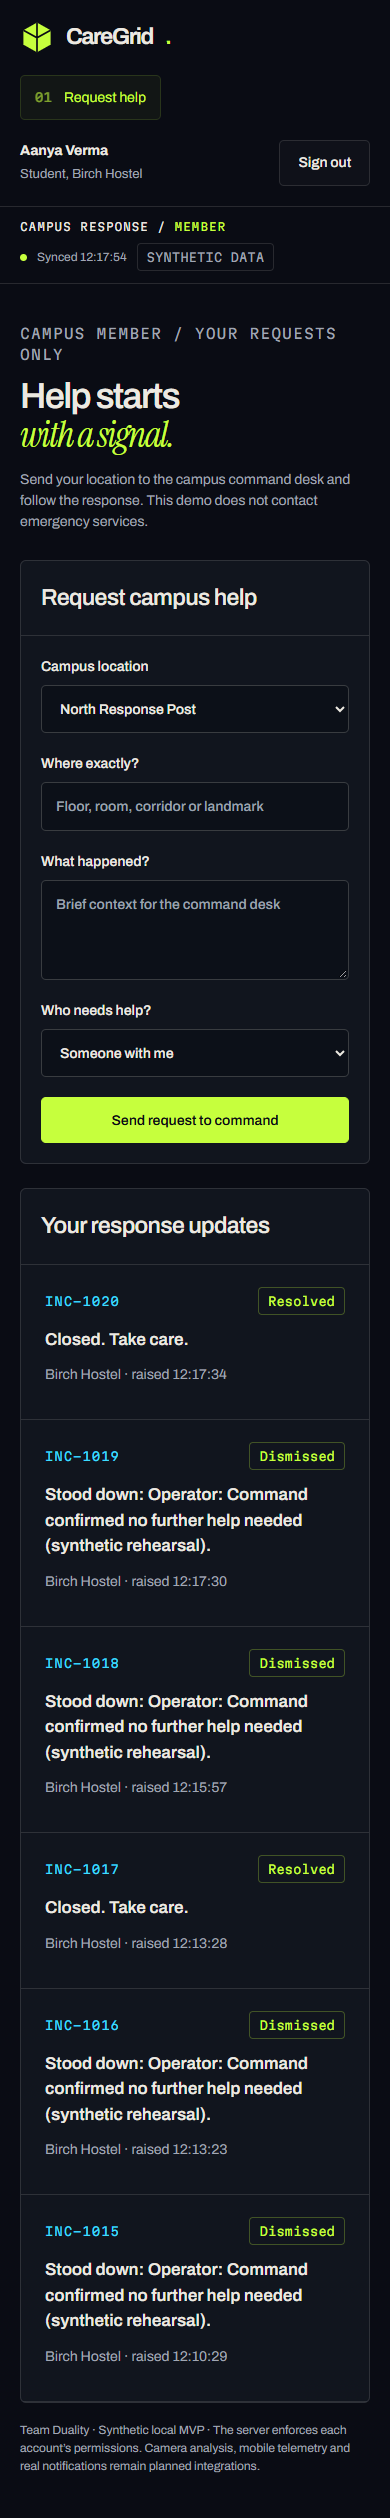 CareGrid .
01 Request help
Aanya Verma
Student, Birch Hostel
Sign out
CAMPUS RESPONSE / MEMBER
Synced 12:17:54 SYNTHETIC DATA
CAMPUS MEMBER / YOUR REQUESTS
ONLY
Help starts
with a signal.
Send your location to the campus command desk and
follow the response. This demo does not contact
emergency services.
Request campus help
Campus location
North Response Post
Where exactly?
Floor, room, corridor or landmark
What happened?
Brief context for the command desk
Who needs help?
Someone with me
Send request to command
Your response updates
INC-1020 Resolved
Closed. Take care.
Birch Hostel · raised 12:17:34
INC-1019 Dismissed
Stood down: Operator: Command
confirmed no further help needed
(synthetic rehearsal).
Birch Hostel · raised 12:17:30
INC-1018 Dismissed
Stood down: Operator: Command
confirmed no further help needed
(synthetic rehearsal).
Birch Hostel · raised 12:15:57
INC-1017 Resolved
Closed. Take care.
Birch Hostel · raised 12:13:28
INC-1016 Dismissed
Stood down: Operator: Command
confirmed no further help needed
(synthetic rehearsal).
Birch Hostel · raised 12:13:23
INC-1015 Dismissed
Stood down: Operator: Command
confirmed no further help needed
(synthetic rehearsal).
Birch Hostel · raised 12:10:29
Team Duality · Synthetic local MVP · The server enforces each
account's permissions. Camera analysis, mobile telemetry and
real notifications remain planned integrations.